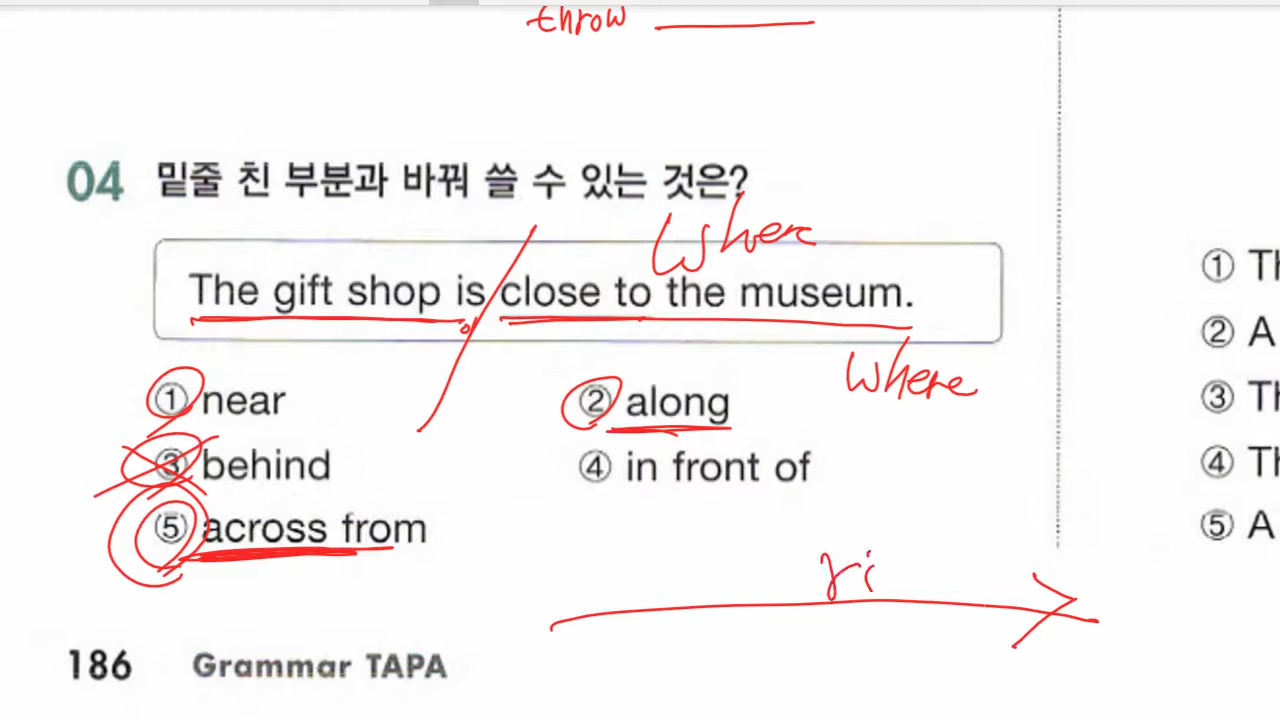 throw
04 밑줄 친 부분과 바꿔 쓸 수 있는 것은?
where
The gift shop is close to the museum.
where
① near
② along
③ behind
④ in front of
⑤ across from
ri
186 Grammar TAPA
① Th
② A
③ Th
④ Th
⑤ A